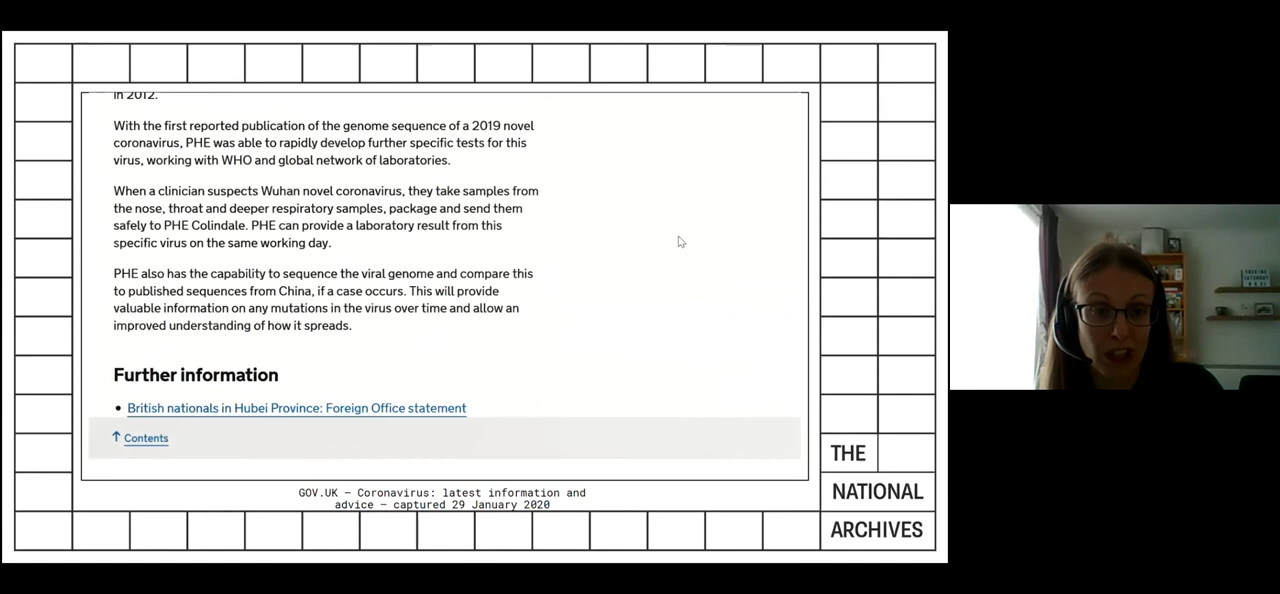 in 2012.
With the first reported publication of the genome sequence of a 2019 novel
coronavirus, PHE was able to rapidly develop further specific tests for this
virus, working with WHO and global network of laboratories.
When a clinician suspects Wuhan novel coronavirus, they take samples from
the nose, throat and deeper respiratory samples, package and send them
safely to PHE Colindale. PHE can provide a laboratory result from this
specific virus on the same working day.
PHE also has the capability to sequence the viral genome and compare this
to published sequences from China, if a case occurs. This will provide
valuable information on any mutations in the virus over time and allow an
improved understanding of how it spreads.
Further information
• British nationals in Hubei Province: Foreign Office statement
↑ Contents
GOV.UK – Coronavirus: latest information and
advice – captured 29 January 2020
THE
NATIONAL
ARCHIVES